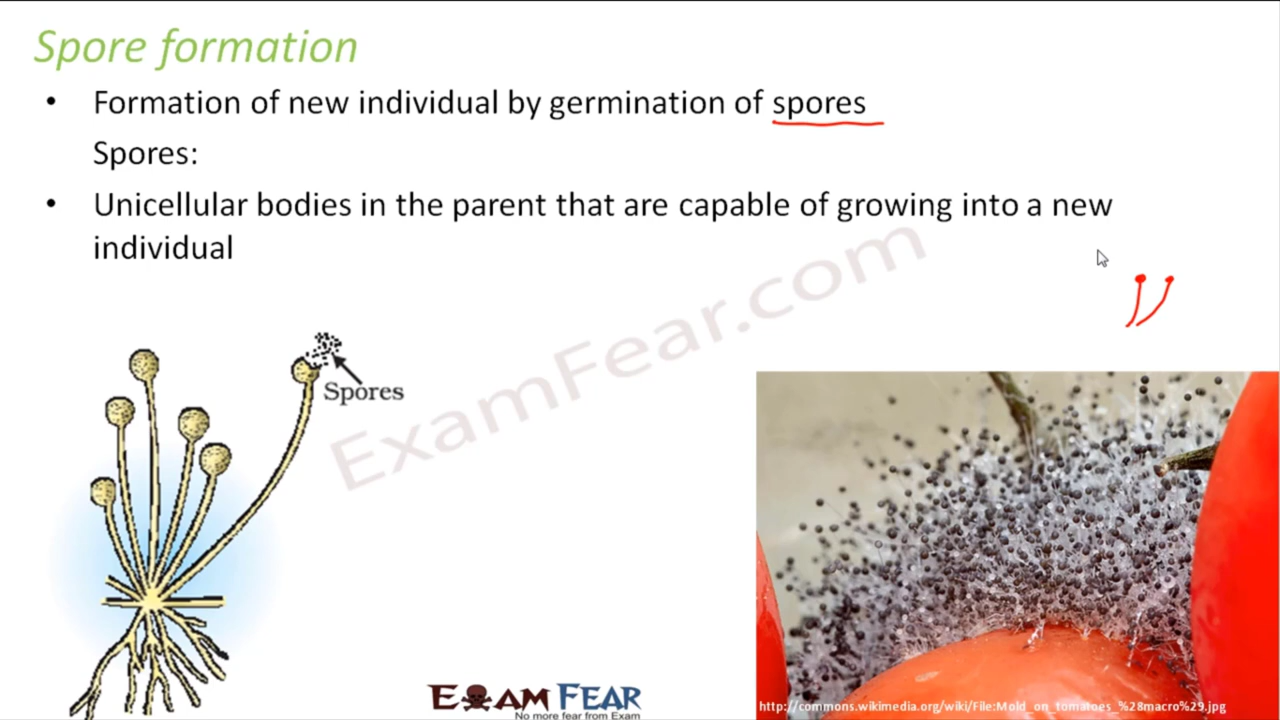 Spore formation
• Formation of new individual by germination of spores
Spores:
• Unicellular bodies in the parent that are capable of growing into a new
individual
ExamFear.com
Spores
EXAM FEAR
No more fear from Exam
http://commons.wikimedia.org/wiki/File:Mold_on_tomatoes_%28macro%29.jpg